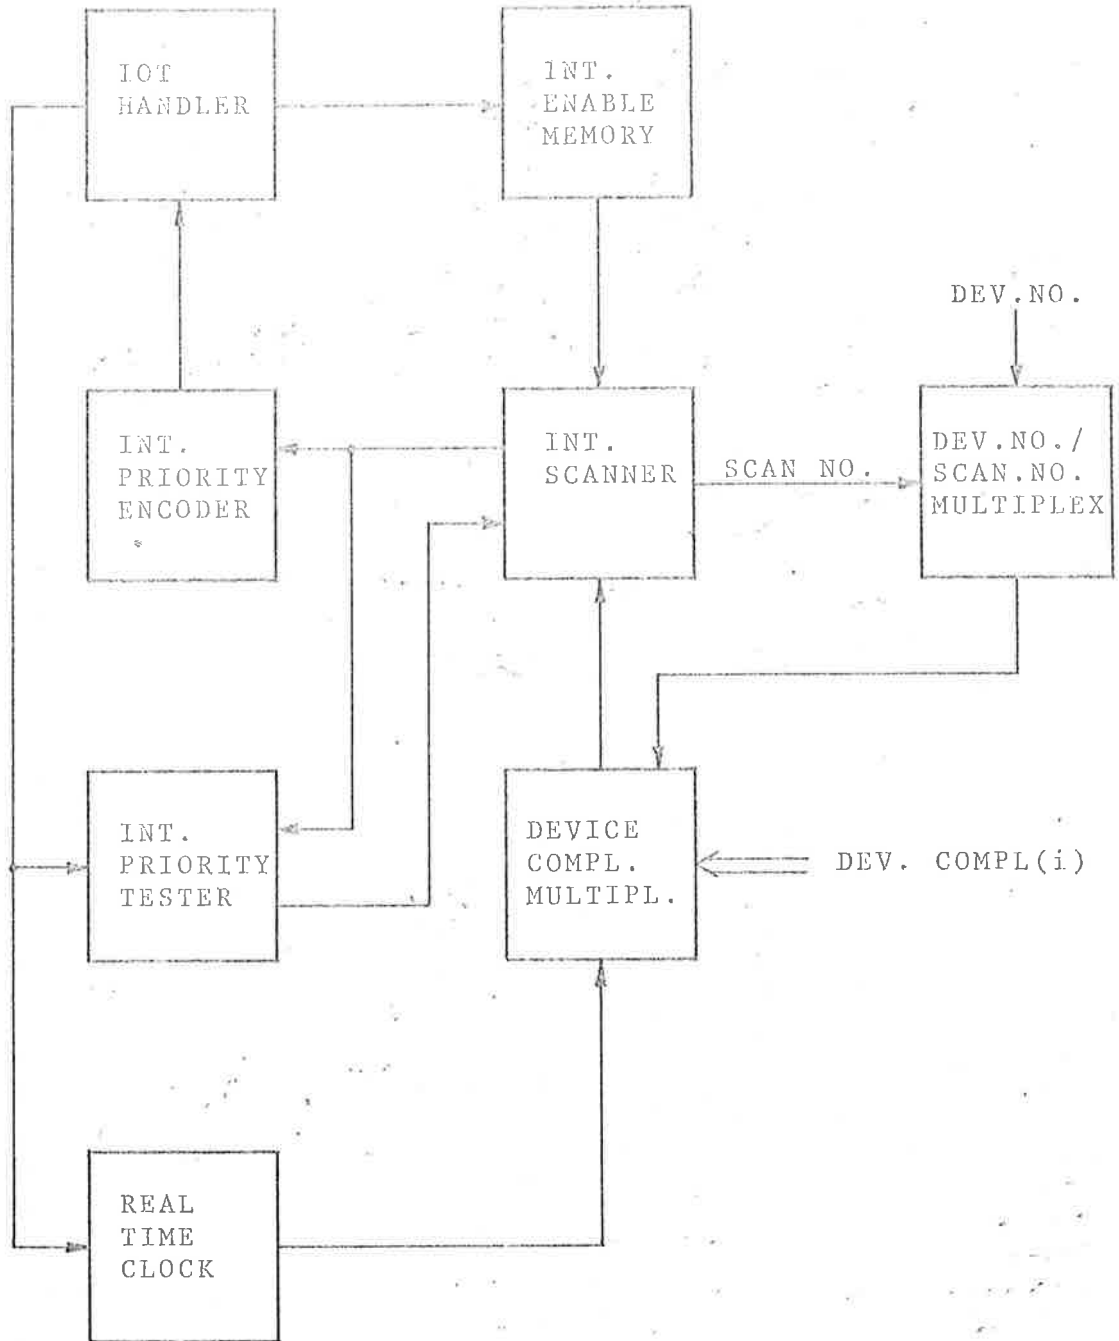 IOT
HANDLER
INT.
ENABLE
MEMORY
DEV.NO.
INT.
PRIORITY
ENCODER
INT.
SCANNER
SCAN NO.
DEV.NO./
SCAN.NO.
MULTIPLEX
INT.
PRIORITY
TESTER
DEVICE
COMPL.
MULTIPL.
DEV. COMPL(i)
REAL
TIME
CLOCK